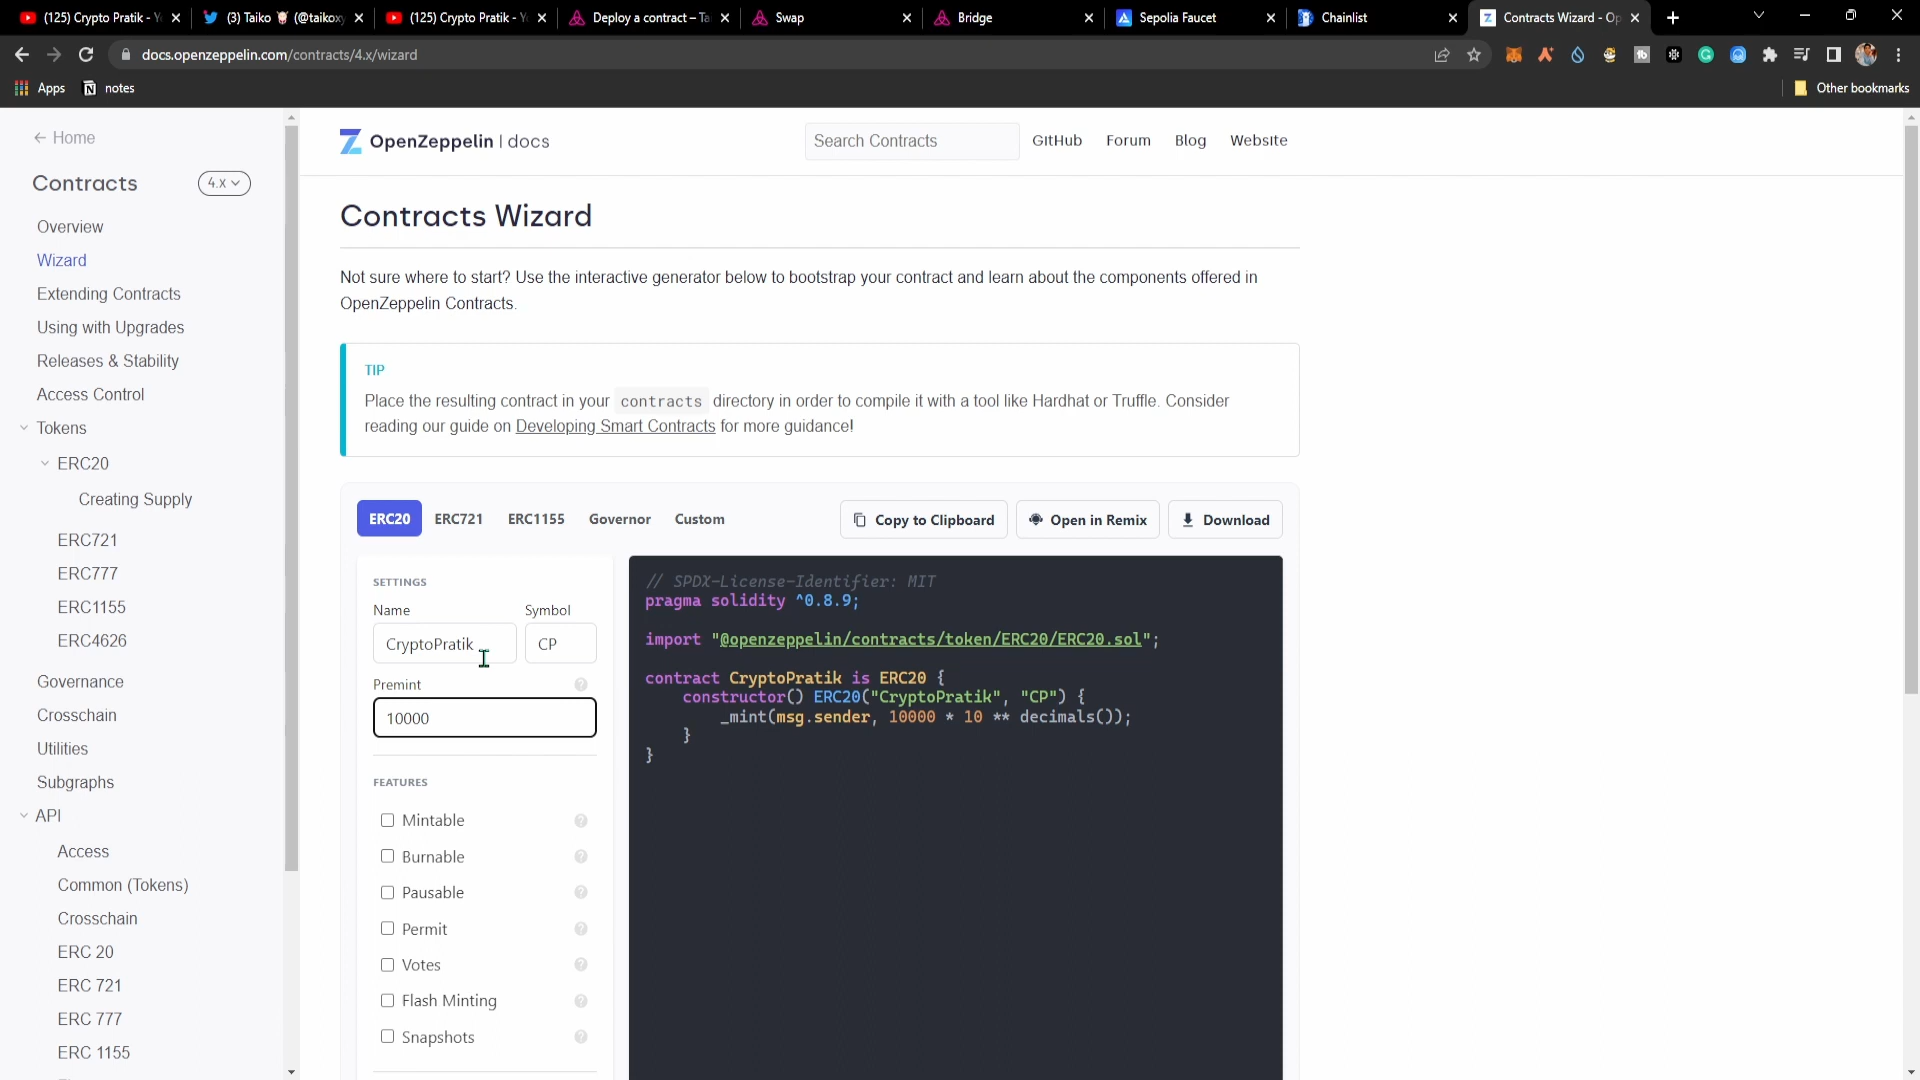 (125) Crypto Pratik - Y
(3) Taiko (@taikoxy
(125) Crypto Pratik - Y
Deploy a contract – Ta
Swap
Bridge
Sepolia Faucet
Chainlist
Contracts Wizard - Op
docs.openzeppelin.com/contracts/4.x/wizard
Apps
notes
Other bookmarks
← Home
Contracts
4.x
Overview
Wizard
Extending Contracts
Using with Upgrades
Releases & Stability
Access Control
Tokens
ERC20
Creating Supply
ERC721
ERC777
ERC1155
ERC4626
Governance
Crosschain
Utilities
Subgraphs
API
Access
Common (Tokens)
Crosschain
ERC 20
ERC 721
ERC 777
ERC 1155
OpenZeppelin | docs
Search Contracts
GitHub
Forum
Blog
Website
Contracts Wizard
Not sure where to start? Use the interactive generator below to bootstrap your contract and learn about the components offered in
OpenZeppelin Contracts.
TIP
Place the resulting contract in your contracts directory in order to compile it with a tool like Hardhat or Truffle. Consider
reading our guide on Developing Smart Contracts for more guidance!
ERC20
ERC721
ERC1155
Governor
Custom
Copy to Clipboard
Open in Remix
Download
SETTINGS
Name
Symbol
CryptoPratik
CP
Premint
?
10000
FEATURES
Mintable
?
Burnable
?
Pausable
?
Permit
?
Votes
?
Flash Minting
?
Snapshots
?
// SPDX-License-Identifier: MIT
pragma solidity ^0.8.9;
import "@openzeppelin/contracts/token/ERC20/ERC20.sol";
contract CryptoPratik is ERC20 {
constructor() ERC20("CryptoPratik", "CP") {
_mint(msg.sender, 10000 * 10 ** decimals());
}
}